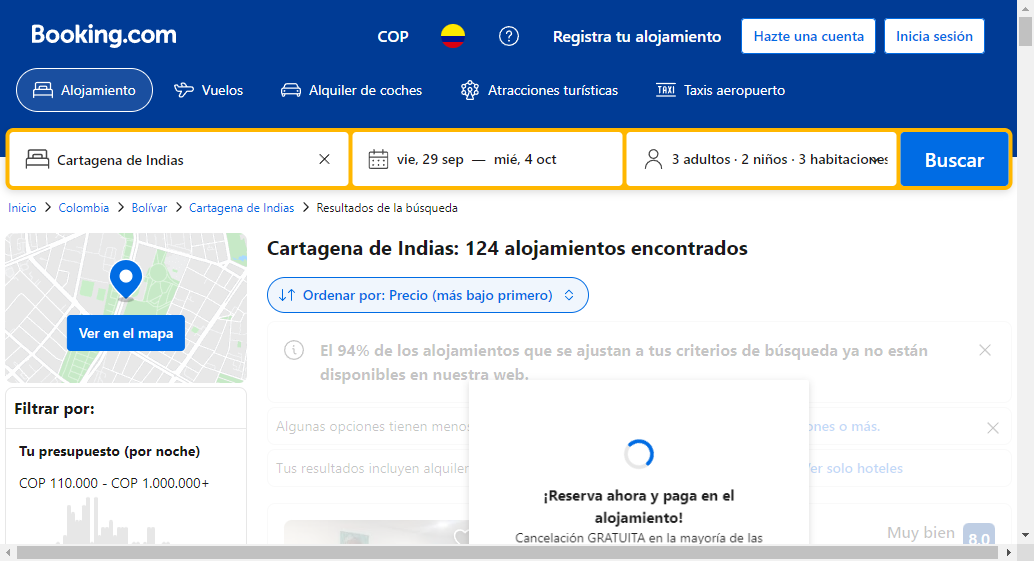 Booking.com
COP
Registra tu alojamiento
Hazte una cuenta
Inicia sesión
Alojamiento
Vuelos
Alquiler de coches
Atracciones turísticas
TAXI
Taxis aeropuerto
Cartagena de Indias
vie, 29 sep — mié, 4 oct
3 adultos · 2 niños · 3 habitaciones
Buscar
Inicio > Colombia > Bolívar > Cartagena de Indias > Resultados de la búsqueda
Ver en el mapa
Filtrar por:
Tu presupuesto (por noche)
COP 110.000 - COP 1.000.000+
Cartagena de Indias: 124 alojamientos encontrados
Ordenar por: Precio (más bajo primero)
El 94% de los alojamientos que se ajustan a tus criterios de búsqueda ya no están
disponibles en nuestra web.
Algunas opciones tienen menos
ones o más.
Tus resultados incluyen alquiler
Ver solo hoteles
¡Reserva ahora y paga en el
alojamiento!
Cancelación GRATUITA en la mayoría de las
Muy bien
8,0